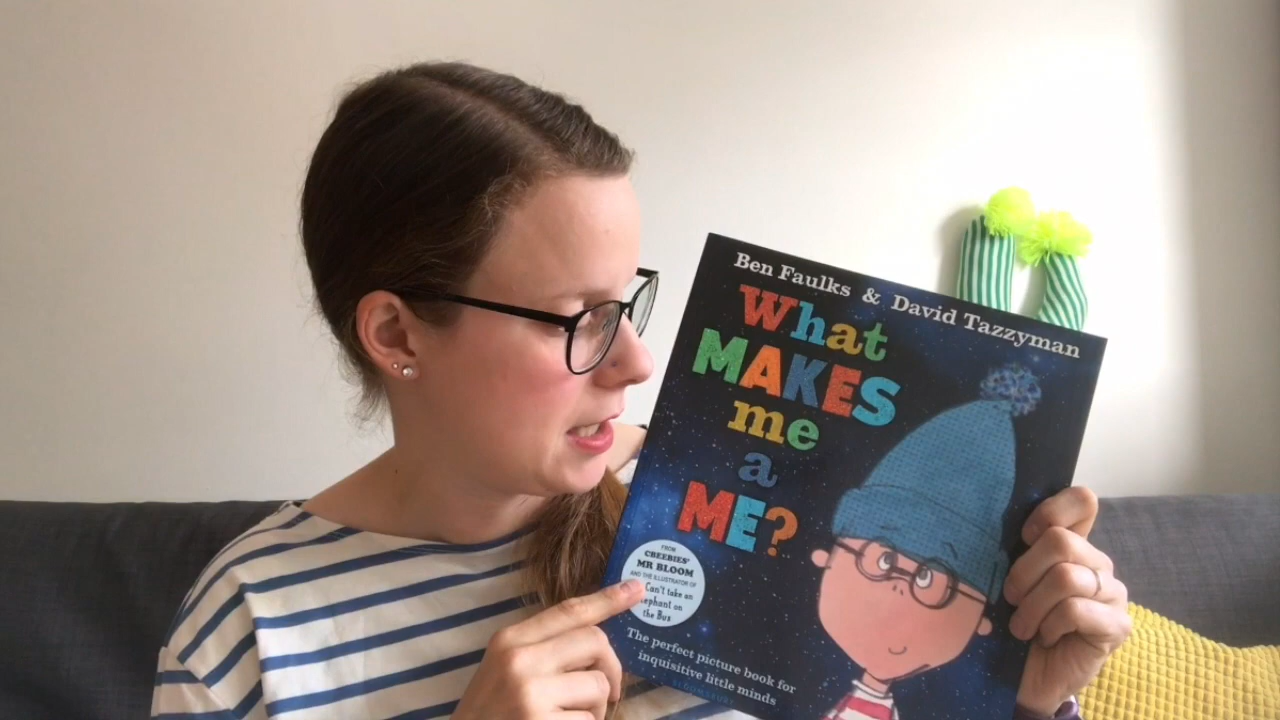 Ben Faulks & David Tazzyman
What
MAKES
me
a
ME?
FROM
CBEEBIES'
MR BLOOM
AND THE ILLUSTRATOR OF
Can't take an
ephant on
the Bus
The perfect picture book for
inquisitive little minds
BLOOMSBURY